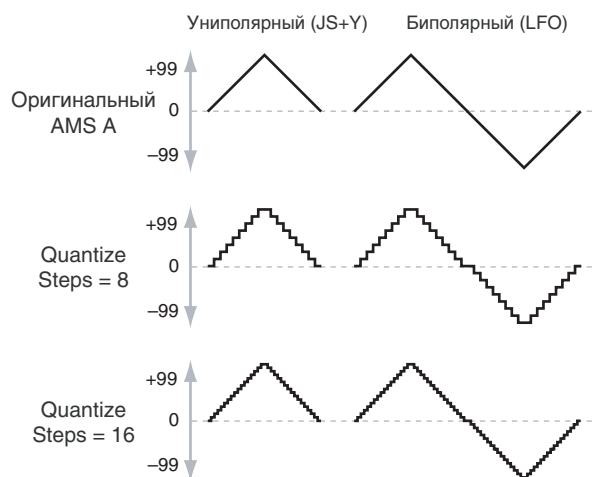 Униполярный (JS+Y) Биполярный (LFO)
+99
Оригинальный
AMS A
0
–99
+99
Quantize
Steps = 8
0
–99
+99
Quantize
Steps = 16
0
–99